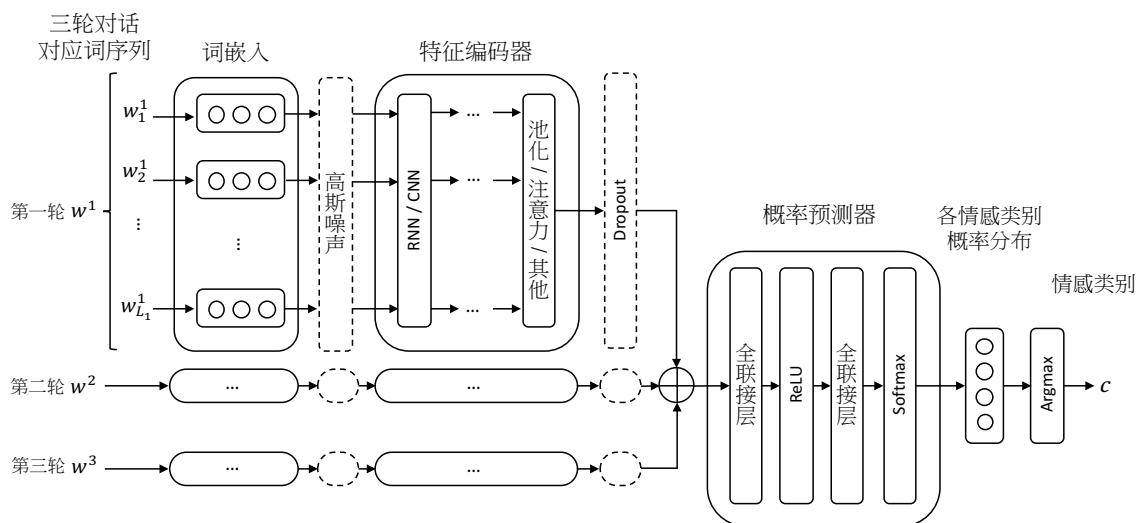 三轮对话
对应词序列
词嵌入
特征编码器
w_1^1
w_2^1
⋮
w_{L_1}^1
第一轮 w^1
⋮
高斯噪声
RNN / CNN
...
...
...
池化 / 注意力 / 其他
Dropout
概率预测器
各情感类别
概率分布
情感类别
全联接层
ReLU
全联接层
Softmax
Argmax
c
第二轮 w^2
...
...
第三轮 w^3
...
...